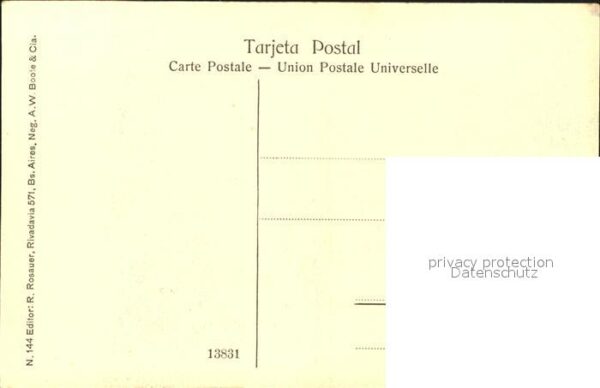 Tarjeta Postal
Carte Postale — Union Postale Universelle
N. 144 Editor: R. Rosauer, Rivadavia 571, Bs. Aires, Neg. A. W. Boote & Cia.
privacy protection
Datenschutz
13831